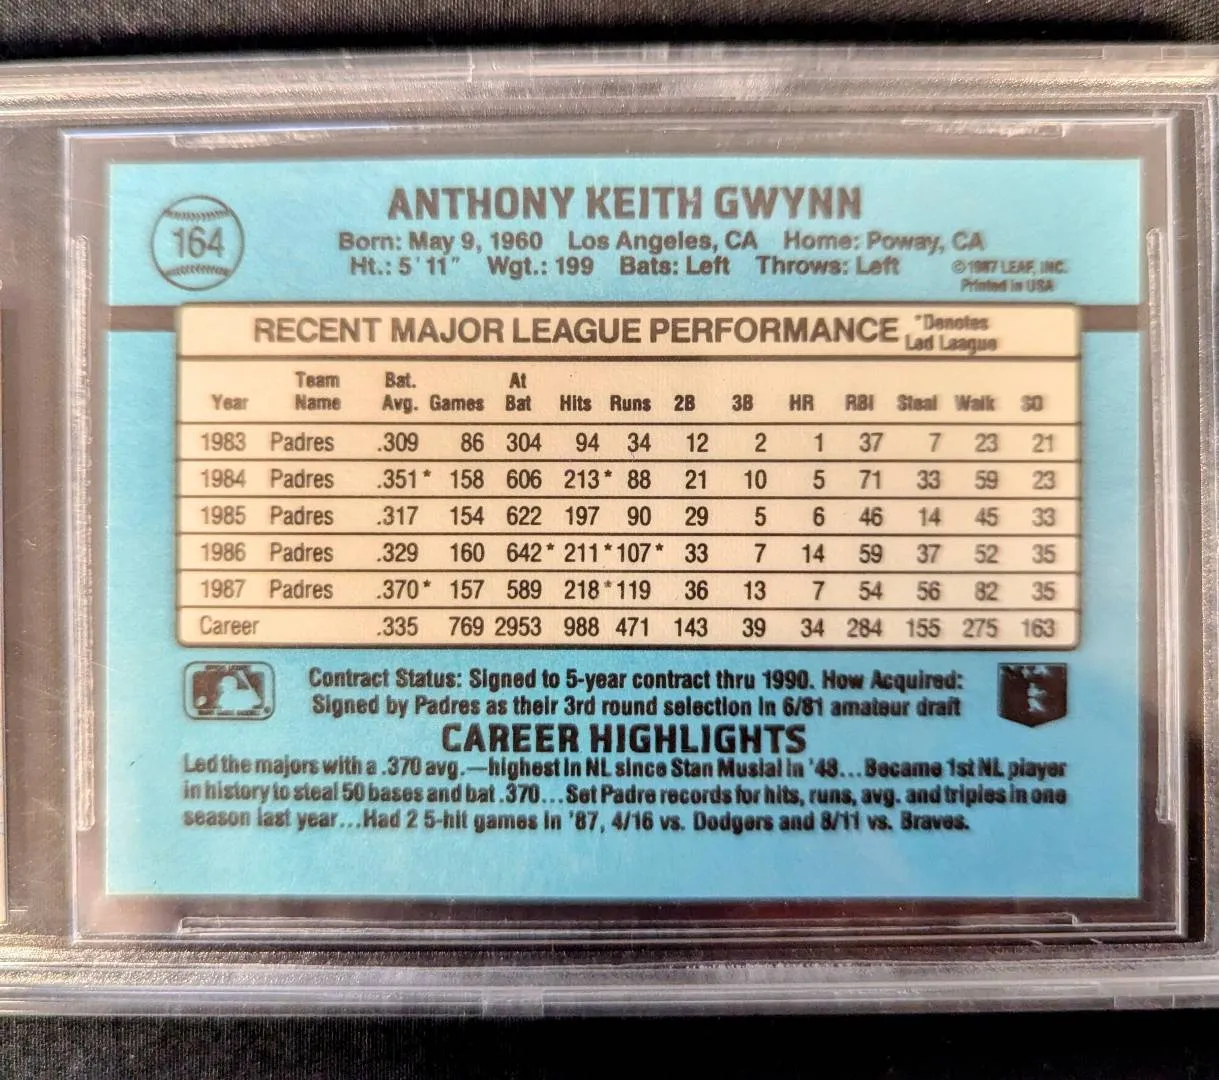 164
ANTHONY KEITH GWYNN
Born: May 9, 1960 Los Angeles, CA Home: Poway, CA
Ht.: 5'11" Wgt.: 199 Bats: Left Throws: Left
©1987 LEAF, INC.
Printed in USA
RECENT MAJOR LEAGUE PERFORMANCE *Denotes Led League
Year Team Name Bat. Avg. Games At Bat Hits Runs 2B 3B HR RBI Steal Walk SO
1983 Padres .309 86 304 94 34 12 2 1 37 7 23 21
1984 Padres .351* 158 606 213* 88 21 10 5 71 33 59 23
1985 Padres .317 154 622 197 90 29 5 6 46 14 45 33
1986 Padres .329 160 642* 211* 107* 33 7 14 59 37 52 35
1987 Padres .370* 157 589 218* 119 36 13 7 54 56 82 35
Career .335 769 2953 988 471 143 39 34 284 155 275 163
Contract Status: Signed to 5-year contract thru 1990. How Acquired:
Signed by Padres as their 3rd round selection in 6/81 amateur draft
CAREER HIGHLIGHTS
Led the majors with a .370 avg.—highest in NL since Stan Musial in '48...Became 1st NL player
in history to steal 50 bases and bat .370...Set Padre records for hits, runs, avg. and triples in one
season last year...Had 2 5-hit games in '87, 4/16 vs. Dodgers and 8/11 vs. Braves.